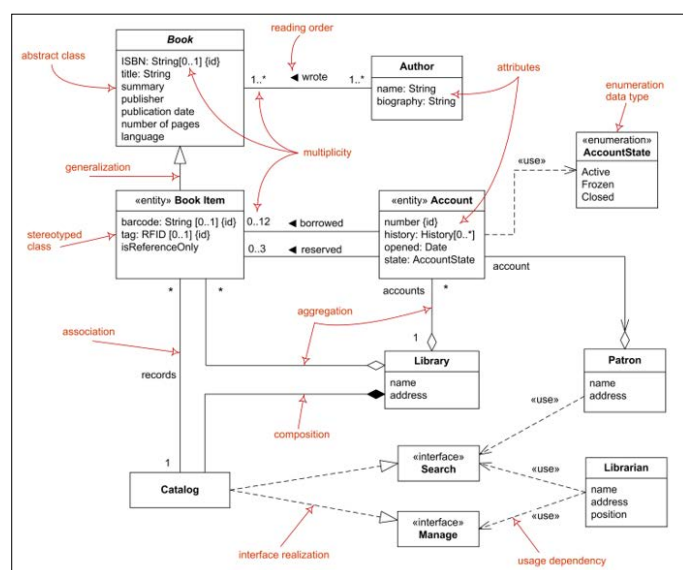 Book
ISBN: String[0..1] {id}
title: String
summary
publisher
publication date
number of pages
language
abstract class
reading order
1..*
◄ wrote
1..*
Author
name: String
biography: String
attributes
enumeration
data type
«enumeration»
AccountState
Active
Frozen
Closed
multiplicity
generalization
«use»
«entity» Book Item
barcode: String [0..1] {id}
tag: RFID [0..1] {id}
isReferenceOnly
stereotyped
class
0..12
◄ borrowed
0..3
◄ reserved
«entity» Account
number {id}
history: History[0..*]
opened: Date
state: AccountState
account
*
*
*
accounts
aggregation
association
1
Library
name
address
Patron
name
address
records
composition
«use»
1
Catalog
«interface»
Search
«use»
Librarian
name
address
position
«interface»
Manage
«use»
interface realization
usage dependency